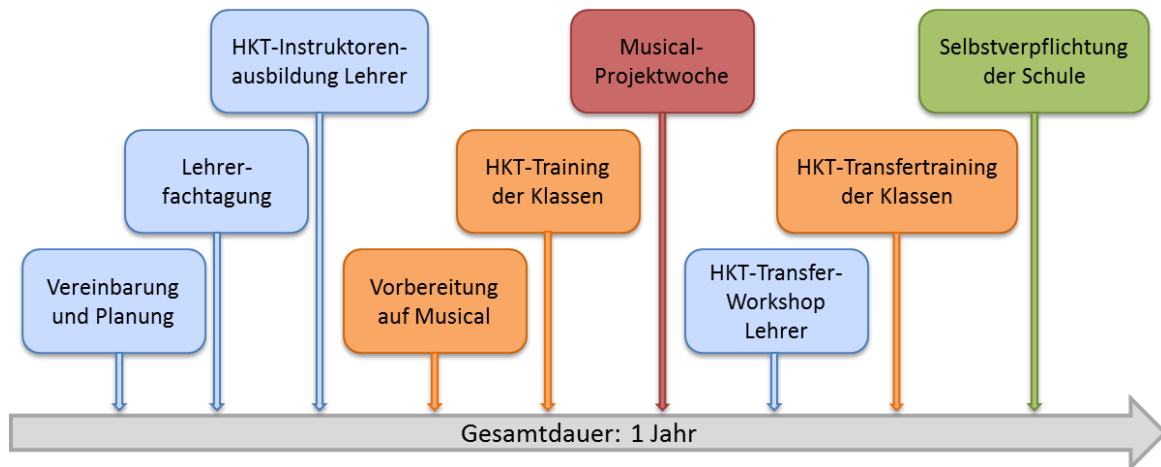 HKT-Instruktoren-
ausbildung Lehrer
Musical-
Projektwoche
Selbstverpflichtung
der Schule
Lehrer-
fachtagung
HKT-Training
der Klassen
HKT-Transfertraining
der Klassen
Vereinbarung
und Planung
Vorbereitung
auf Musical
HKT-Transfer-
Workshop
Lehrer
Gesamtdauer: 1 Jahr